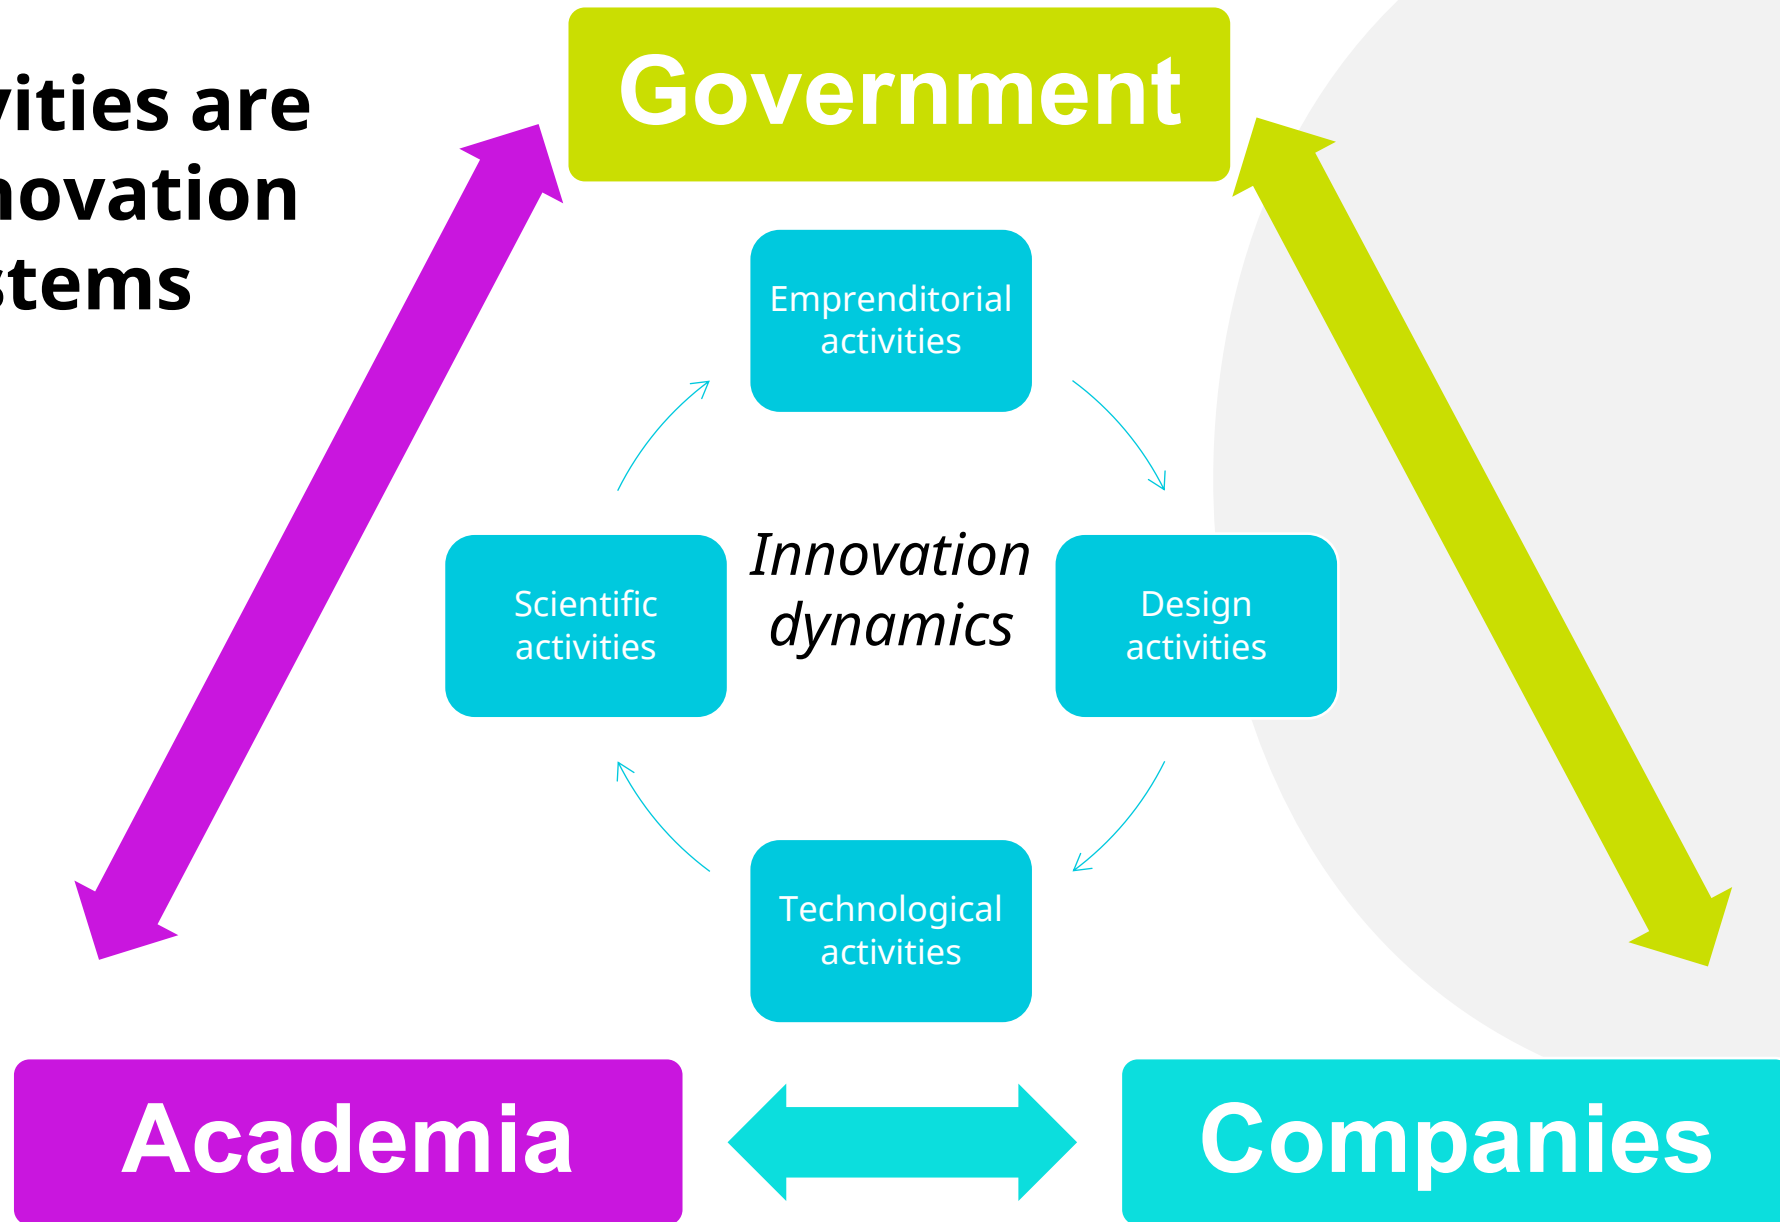 Government
vities are
novation
stems
Emprenditorial
activities
Scientific
activities
Innovation
dynamics
Design
activities
Technological
activities
Academia
Companies